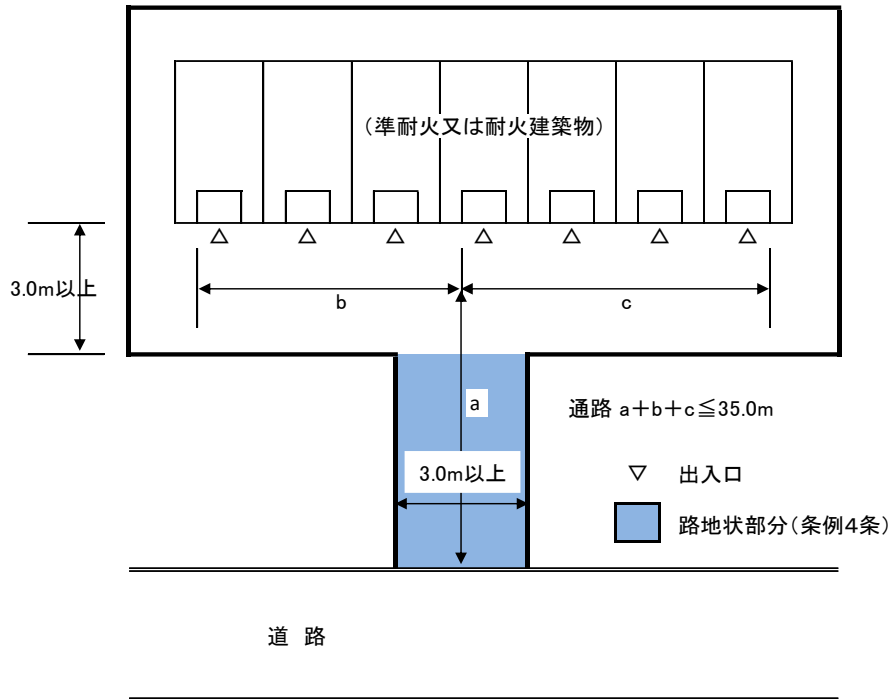 (準耐火又は耐火建築物)
3.0m以上
b
c
a
通路 a+b+c≦35.0m
3.0m以上
▽ 出入口
路地状部分(条例4条)
道 路